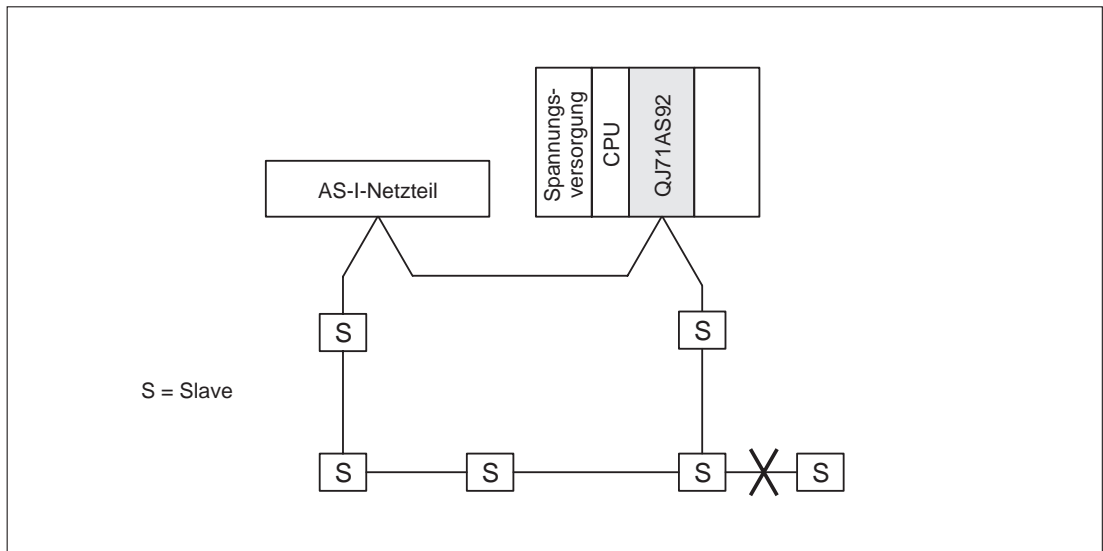 Spannungs-
versorgung
CPU
QJ71AS92
AS-I-Netzteil
S
S
S = Slave
S
S
S
S